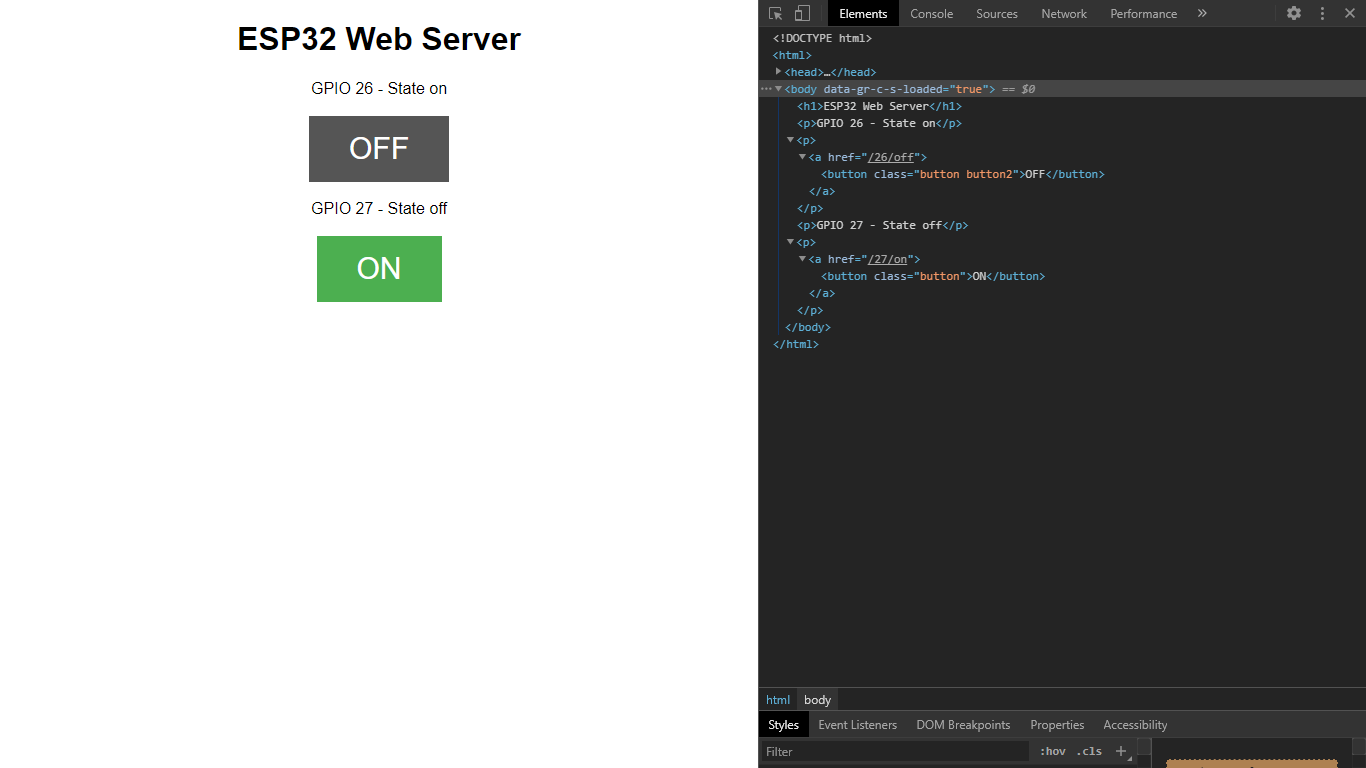 ESP32 Web Server
GPIO 26 - State on
OFF
GPIO 27 - State off
ON
Elements Console Sources Network Performance »
<!DOCTYPE html>
<html>
<head>…</head>
<body data-gr-c-s-loaded="true"> == $0
<h1>ESP32 Web Server</h1>
<p>GPIO 26 - State on</p>
<p>
<a href="/26/off">
<button class="button button2">OFF</button>
</a>
</p>
<p>GPIO 27 - State off</p>
<p>
<a href="/27/on">
<button class="button">ON</button>
</a>
</p>
</body>
</html>
html body
Styles Event Listeners DOM Breakpoints Properties Accessibility
Filter :hov .cls +